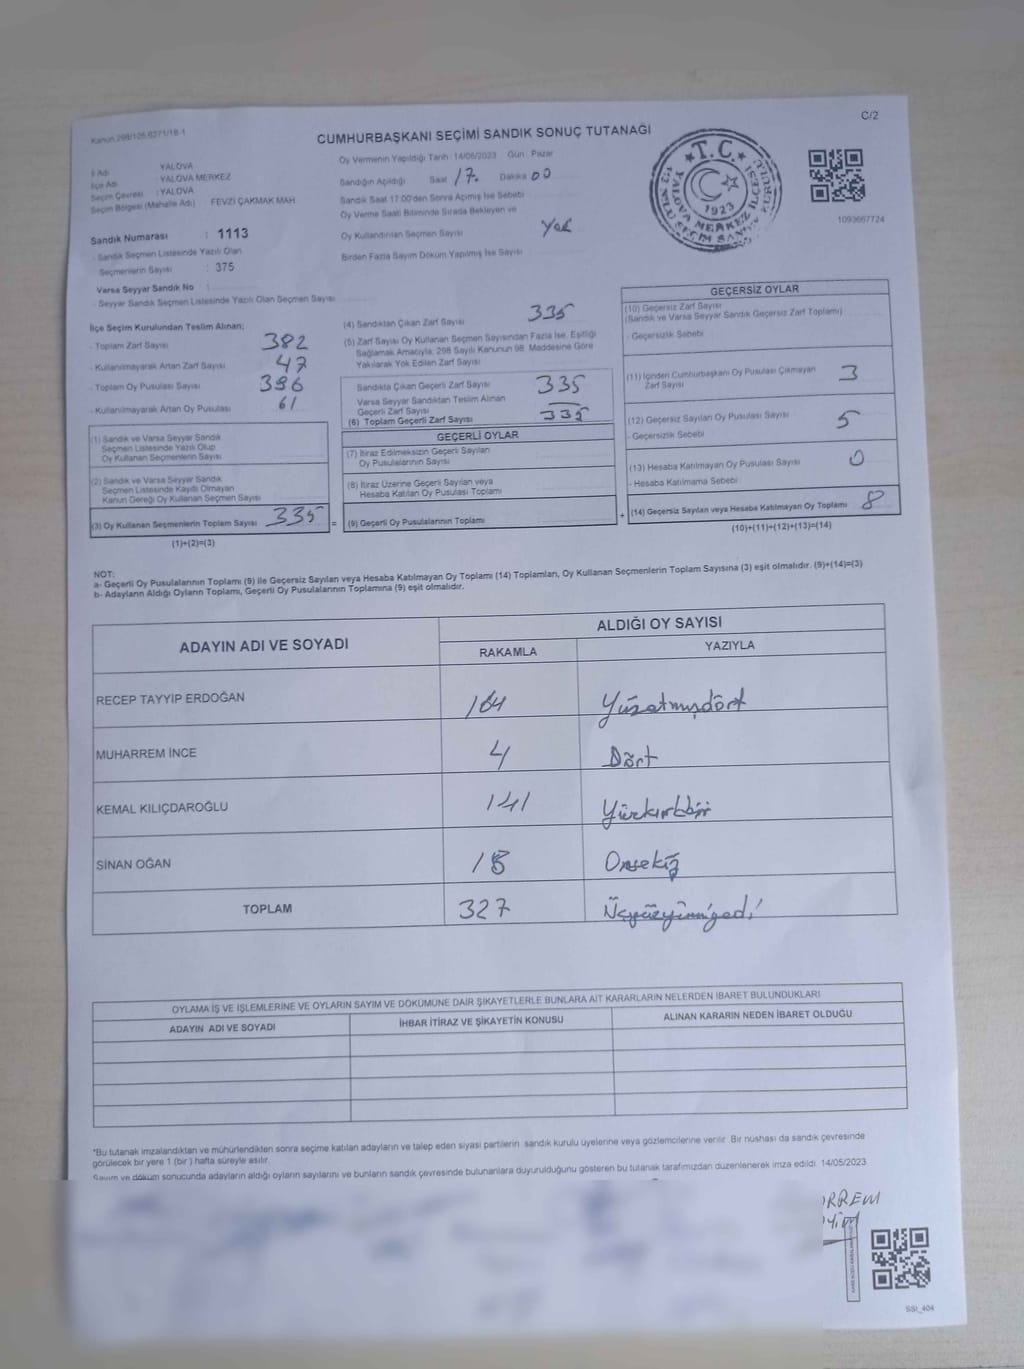 C/2
Kanun 298/105.6271/18-1
CUMHURBAŞKANI SEÇİMİ SANDIK SONUÇ TUTANAĞI
İl Adı : YALOVA
İlçe Adı : YALOVA MERKEZ
Seçim Çevresi : YALOVA
Seçim Bölgesi (Mahalle Adı) FEVZİ ÇAKMAK MAH
Sandık Numarası : 1113
- Sandık Seçmen Listesinde Yazılı Olan
Seçmenlerin Sayısı : 375
Varsa Seyyar Sandık No
- Seyyar Sandık Seçmen Listesinde Yazılı Olan Seçmen Sayısı
Oy Vermenin Yapıldığı Tarih :14/05/2023 Gün : Pazar
Sandığın Açıldığı Saat 17. Dakika 00
Sandık Saat 17.00'den Sonra Açımış İse Sebebi
Oy Verme Saati Bitiminde Sırada Bekleyen ve
Oy Kullandırılan Seçmen Sayısı Yok
Birden Fazla Sayım Döküm Yapılmış İse Sayısı
T.C.
YALOVA MERKEZ İLÇESİ
1923
1093667724
İlçe Seçim Kurulundan Teslim Alınan;
- Toplam Zarf Sayısı 382
- Kullanılmayarak Artan Zarf Sayısı 47
- Toplam Oy Pusulası Sayısı 396
- Kullanılmayarak Artan Oy Pusulası 61
(1) Sandık ve Varsa Seyyar Sandık
Seçmen Listesinde Yazılı Olup
Oy Kullanan Seçmenlerin Sayısı
(2) Sandık ve Varsa Seyyar Sandık
Seçmen Listesinde Kayıtlı Olmayan
Kanun Gereği Oy Kullanan Seçmen Sayısı
(3) Oy Kullanan Seçmenlerin Toplam Sayısı 335
(1)+(2)=(3)
(4) Sandıktan Çıkan Zarf Sayısı 335
(5) Zarf Sayısı Oy Kullanan Seçmen Sayısından Fazla İse, Eşitliği
Sağlamak Amacıyla; 298 Sayılı Kanunun 98. Maddesine Göre
Yakılarak Yok Edilen Zarf Sayısı
Sandıkta Çıkan Geçerli Zarf Sayısı 335
Varsa Seyyar Sandıktan Teslim Alınan
Geçerli Zarf Sayısı
(6) Toplam Geçerli Zarf Sayısı 335
GEÇERLİ OYLAR
(7) İtiraz Edilmeksizin Geçerli Sayılan
Oy Pusulalarının Sayısı
(8) İtiraz Üzerine Geçerli Sayılan veya
Hesaba Katılan Oy Pusulası Toplamı
= (9) Geçerli Oy Pusulalarının Toplamı
GEÇERSİZ OYLAR
(10) Geçersiz Zarf Sayısı
(Sandık ve Varsa Seyyar Sandık Geçersiz Zarf Toplamı)
- Geçersizlik Sebebi
(11) İçinden Cumhurbaşkanı Oy Pusulası Çıkmayan
Zarf Sayısı 3
(12) Geçersiz Sayılan Oy Pusulası Sayısı 5
- Geçersizlik Sebebi
(13) Hesaba Katılmayan Oy Pusulası Sayısı 0
- Hesaba Katılmama Sebebi
+ (14) Geçersiz Sayılan veya Hesaba Katılmayan Oy Toplamı 8
(10)+(11)+(12)+(13)=(14)
NOT:
a- Geçerli Oy Pusulalarının Toplamı (9) ile Geçersiz Sayılan veya Hesaba Katılmayan Oy Toplamı (14) Toplamları, Oy Kullanan Seçmenlerin Toplam Sayısına (3) eşit olmalıdır. (9)+(14)=(3)
b- Adayların Aldığı Oyların Toplamı, Geçerli Oy Pusulalarının Toplamına (9) eşit olmalıdır.
ADAYIN ADI VE SOYADI
ALDIĞI OY SAYISI
RAKAMLA YAZIYLA
RECEP TAYYİP ERDOĞAN 164 Yüzatmışdört
MUHARREM İNCE 4 Dört
KEMAL KILIÇDAROĞLU 141 Yüzkırkbir
SİNAN OĞAN 18 Onsekiz
TOPLAM 327 Üçyüzyirmiyedi
OYLAMA İŞ VE İŞLEMLERİNE VE OYLARIN SAYIM VE DÖKÜMÜNE DAİR ŞİKAYETLERLE BUNLARA AİT KARARLARIN NELERDEN İBARET BULUNDUKLARI
ADAYIN ADI VE SOYADI İHBAR İTİRAZ VE ŞİKAYETİN KONUSU ALINAN KARARIN NEDEN İBARET OLDUĞU
*Bu tutanak imzalandıktan ve mühürlendikten sonra seçime katılan adayların ve talep eden siyasi partilerin sandık kurulu üyelerine veya gözlemcilerine verilir. Bir nüshası da sandık çevresinde
görülecek bir yere 1 (bir ) hafta süreyle asılır.
Sayım ve döküm sonucunda adayların aldığı oyların sayılarını ve bunların sandık çevresinde bulunanlara duyurulduğunu gösteren bu tutanak tarafımızdan düzenlenerek imza edildi. 14/05/2023
RREM
SSI_404